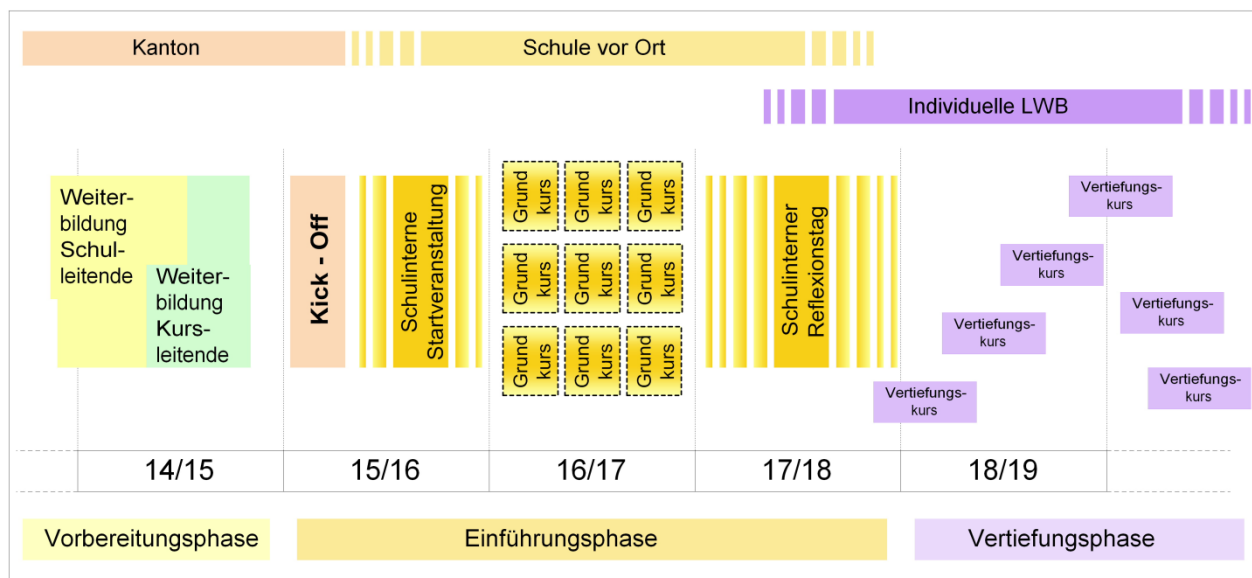 Kanton
Schule vor Ort
Individuelle LWB
Weiter-
bildung
Schul-
leitende
Weiter-
bildung
Kurs-
leitende
Kick - Off
Schulinterne
Startveranstaltung
Grund
kurs
Grund
kurs
Grund
kurs
Grund
kurs
Grund
kurs
Grund
kurs
Grund
kurs
Grund
kurs
Grund
kurs
Schulinterner
Reflexionstag
Vertiefungs-
kurs
Vertiefungs-
kurs
Vertiefungs-
kurs
Vertiefungs-
kurs
Vertiefungs-
kurs
Vertiefungs-
kurs
14/15
15/16
16/17
17/18
18/19
Vorbereitungsphase
Einführungsphase
Vertiefungsphase